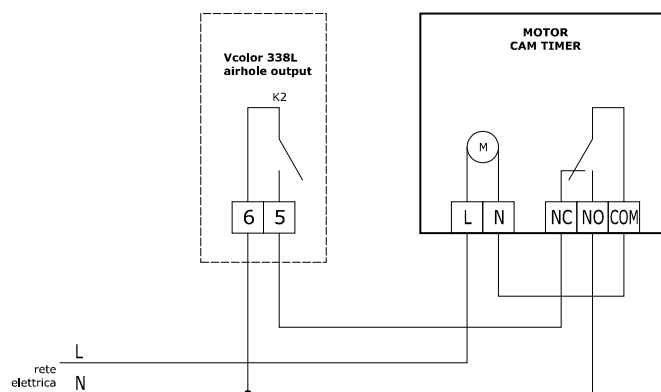 Vcolor 338L
airhole output
K2
6 5
MOTOR
CAM TIMER
M
L N NC NO COM
L
rete
elettrica N